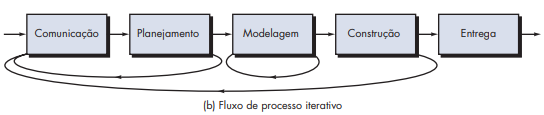 Comunicação
Planejamento
Modelagem
Construção
Entrega
(b) Fluxo de processo iterativo